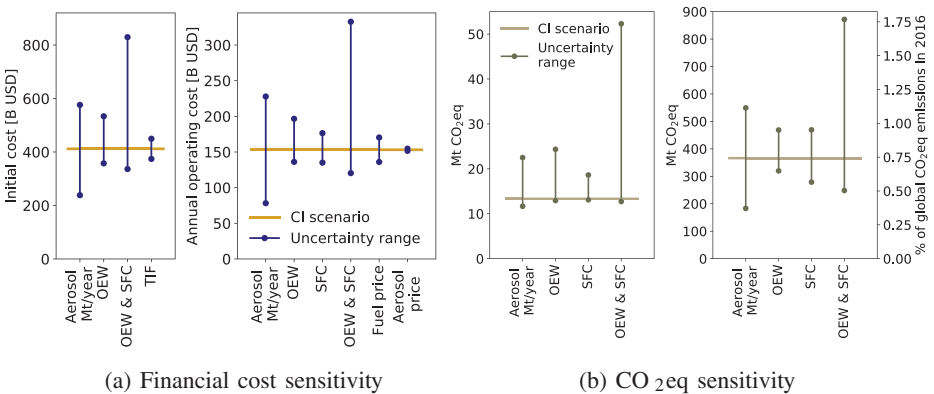 Initial cost [B USD]
800
600
400
200
0
Aerosol
Mt/year
OEW
OEW & SFC
TIF
Annual operating cost [B USD]
300
250
200
150
100
50
0
CI scenario
Uncertainty range
Aerosol
Mt/year
OEW
SFC
OEW & SFC
Fuel price
Aerosol
price
(a) Financial cost sensitivity
Mt CO2eq
50
40
30
20
10
0
CI scenario
Uncertainty
range
Aerosol
Mt/year
OEW
SFC
OEW & SFC
Mt CO2eq
900
800
700
600
500
400
300
200
100
0
Aerosol
Mt/year
OEW
SFC
OEW & SFC
1.75
1.50
1.25
1.00
0.75
0.50
0.25
0.00
% of global CO2eq emissions in 2016
(b) CO2eq sensitivity